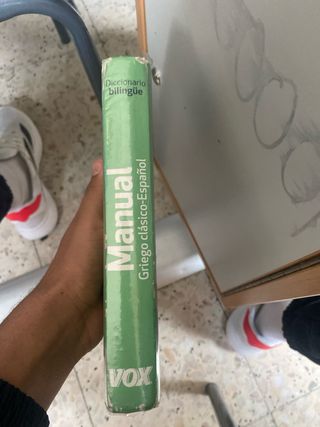 Diccionario
bilingüe
Manual
Griego clásico-Español
VOX